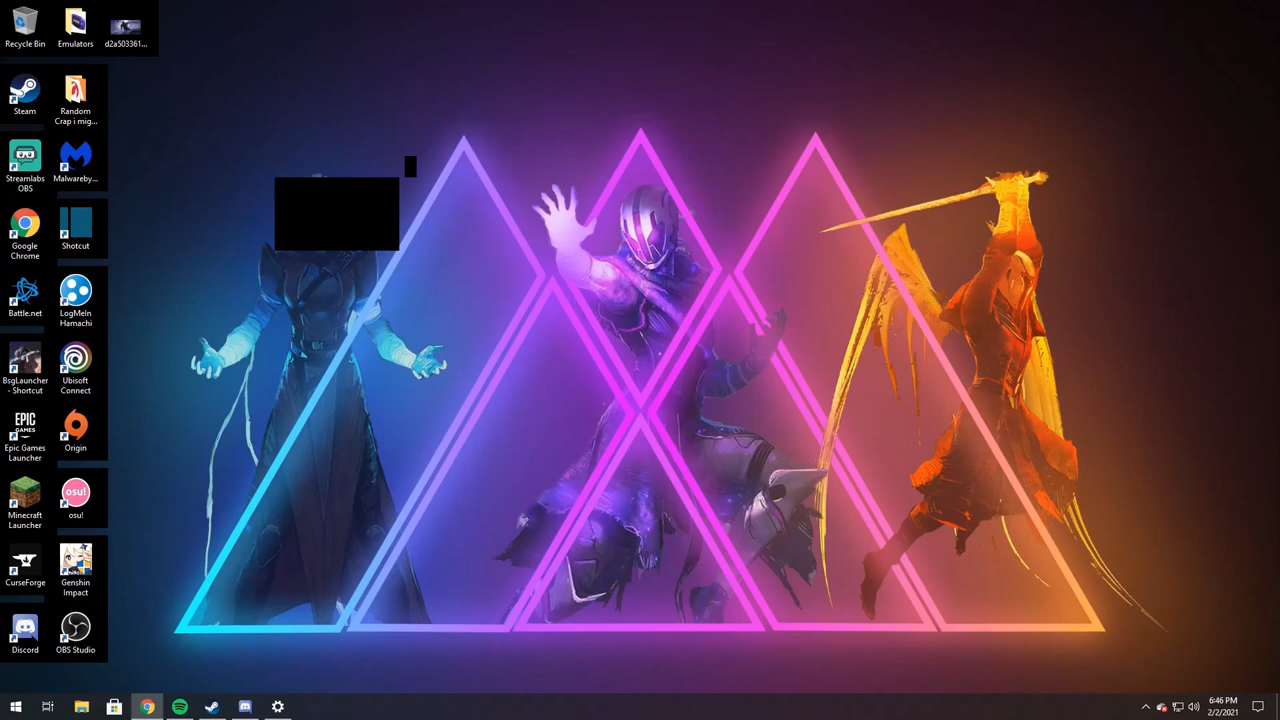 Recycle Bin
Emulators
d2a503361...
Steam
Random
Crap i mig...
Streamlabs
OBS
Malwareby...
Google
Chrome
Shotcut
Battle.net
LogMeIn
Hamachi
BsgLauncher
- Shortcut
Ubisoft
Connect
EPIC
GAMES
Epic Games
Launcher
Origin
Minecraft
Launcher
osu!
osu!
CurseForge
Genshin
Impact
Discord
OBS Studio
6:46 PM
2/2/2021